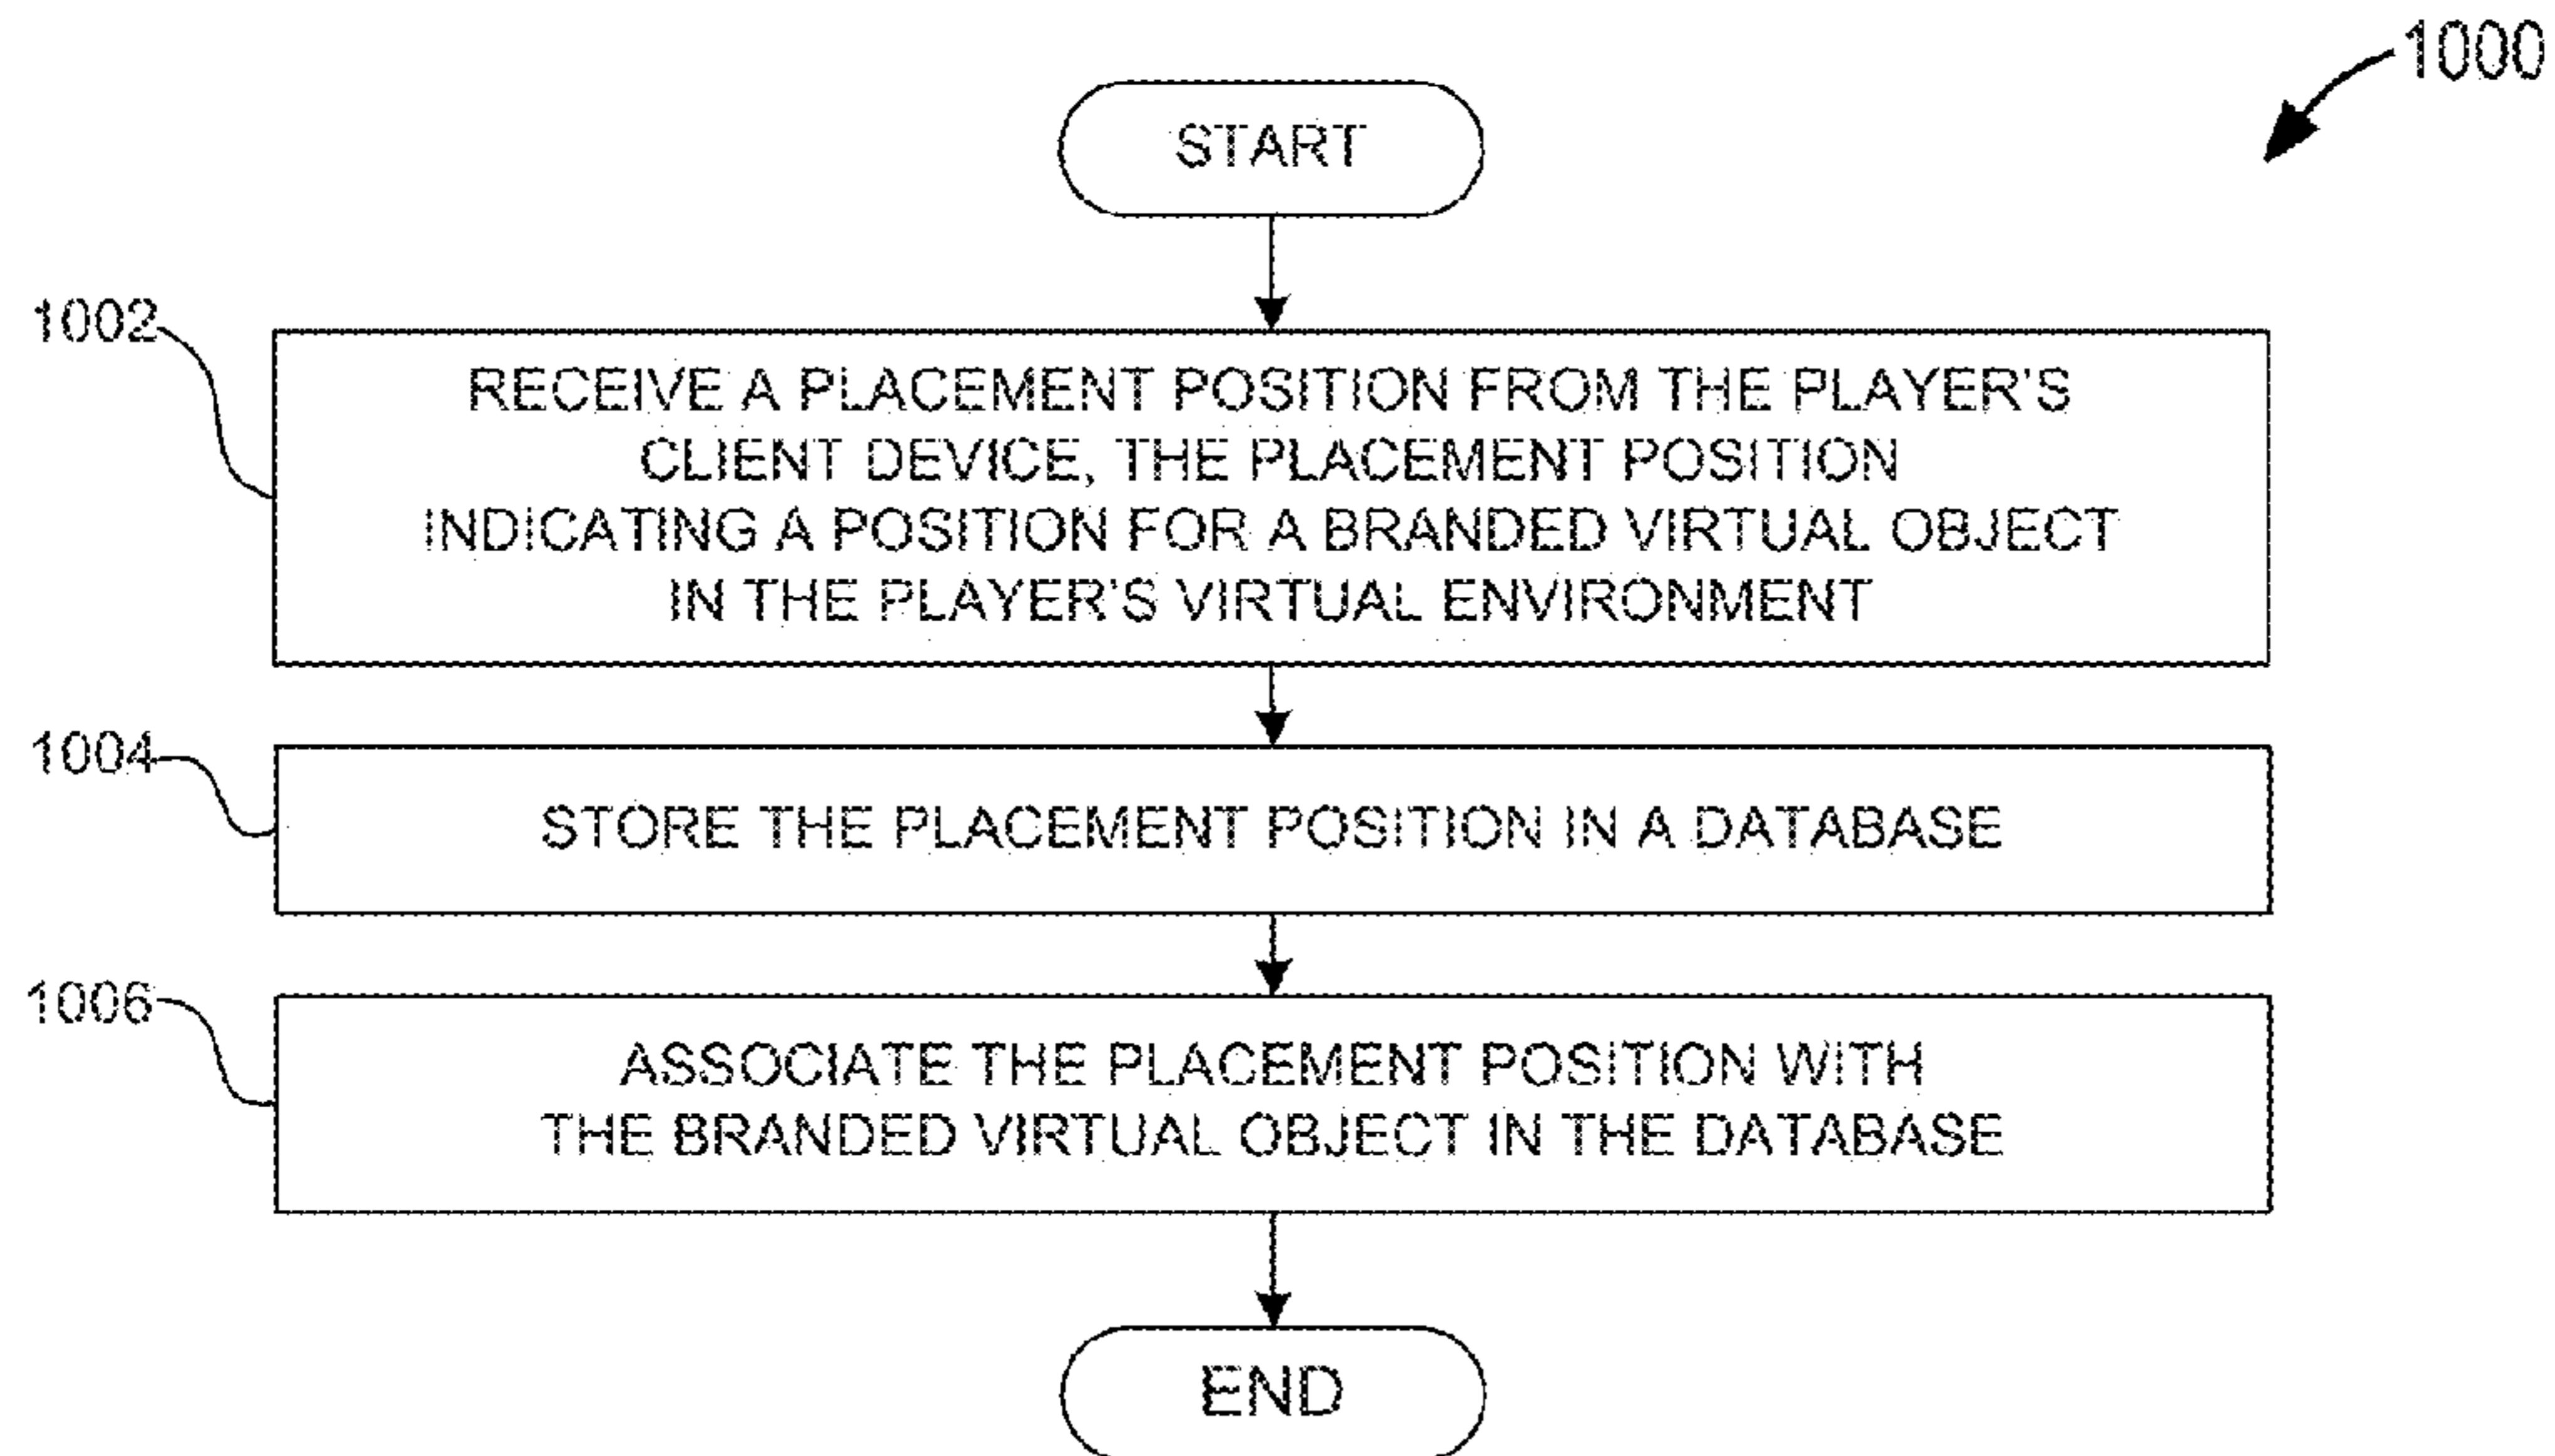 1000
START
1002
RECEIVE A PLACEMENT POSITION FROM THE PLAYER'S
CLIENT DEVICE, THE PLACEMENT POSITION
INDICATING A POSITION FOR A BRANDED VIRTUAL OBJECT
IN THE PLAYER'S VIRTUAL ENVIRONMENT
1004
STORE THE PLACEMENT POSITION IN A DATABASE
1006
ASSOCIATE THE PLACEMENT POSITION WITH
THE BRANDED VIRTUAL OBJECT IN THE DATABASE
END